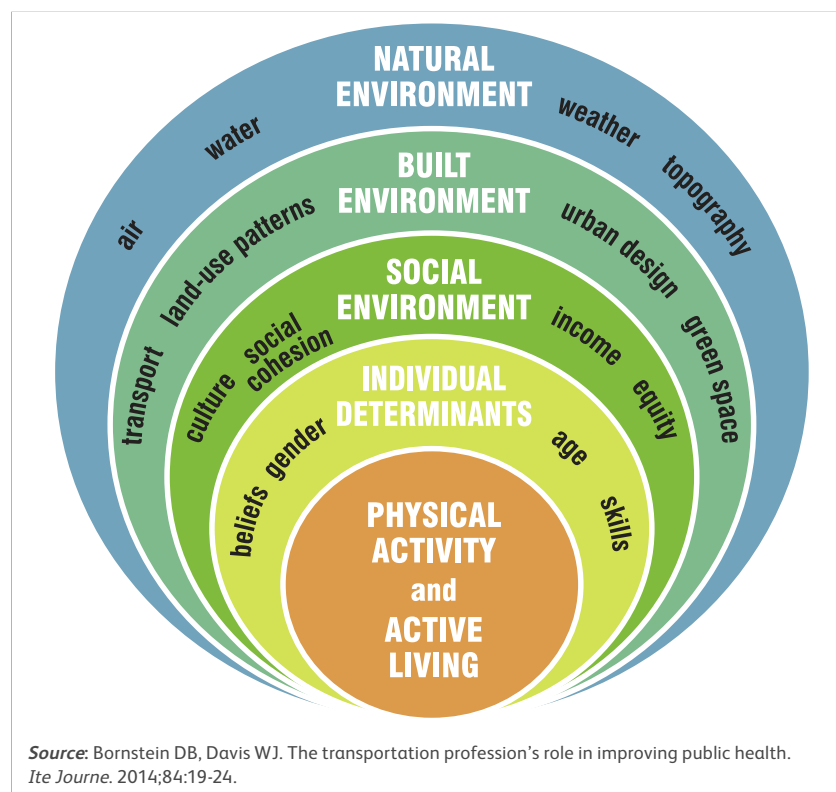 NATURAL
ENVIRONMENT
air
water
weather
topography
BUILT
ENVIRONMENT
transport
land-use patterns
urban design
green space
SOCIAL
ENVIRONMENT
culture
social
cohesion
income
equity
INDIVIDUAL
DETERMINANTS
beliefs
gender
age
skills
PHYSICAL
ACTIVITY
and
ACTIVE
LIVING
Source: Bornstein DB, Davis WJ. The transportation profession’s role in improving public health.
Ite Journe. 2014;84:19-24.